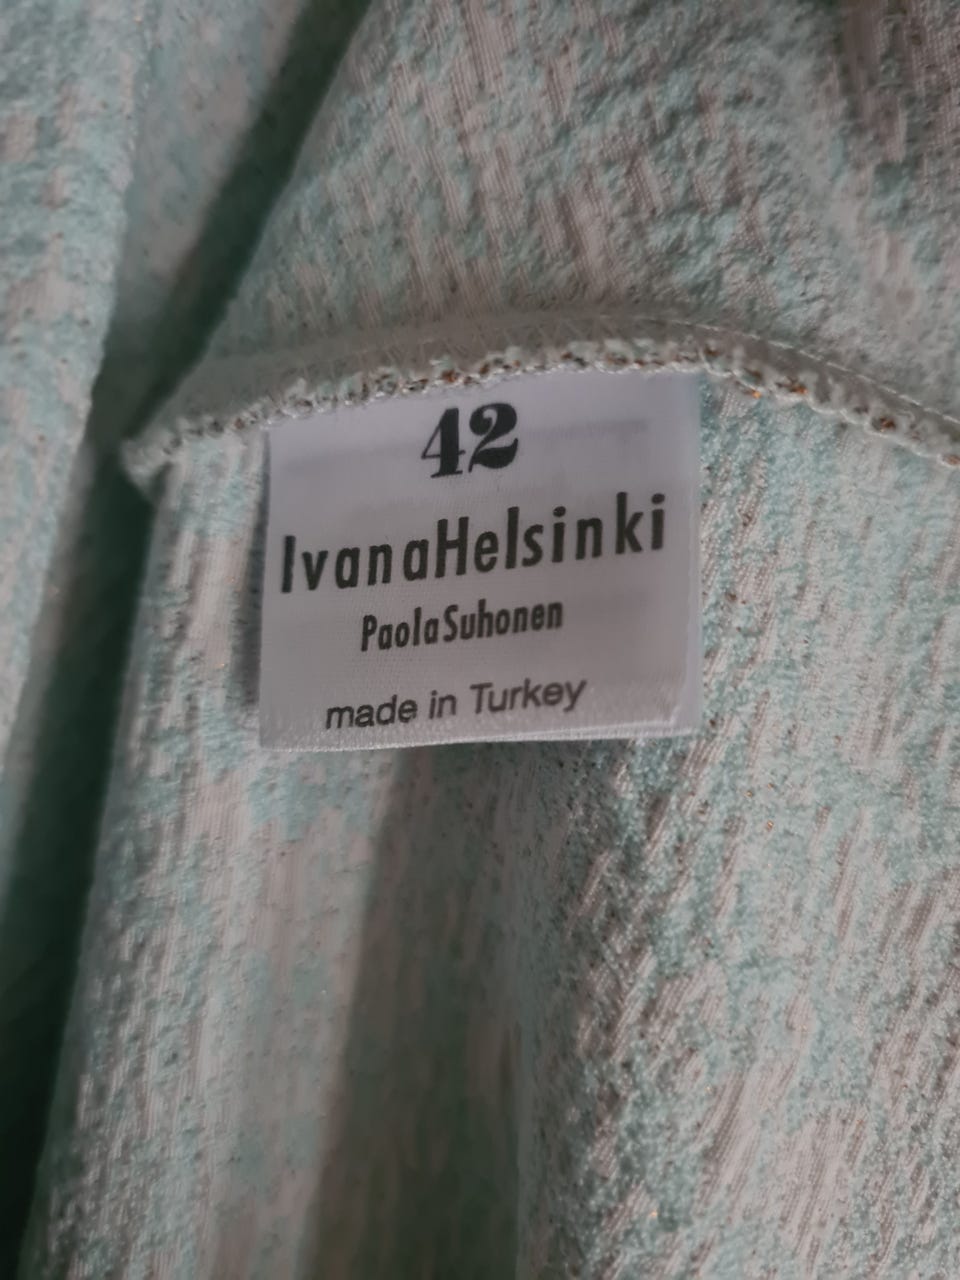 42
IvanaHelsinki
PaolaSuhonen
made in Turkey